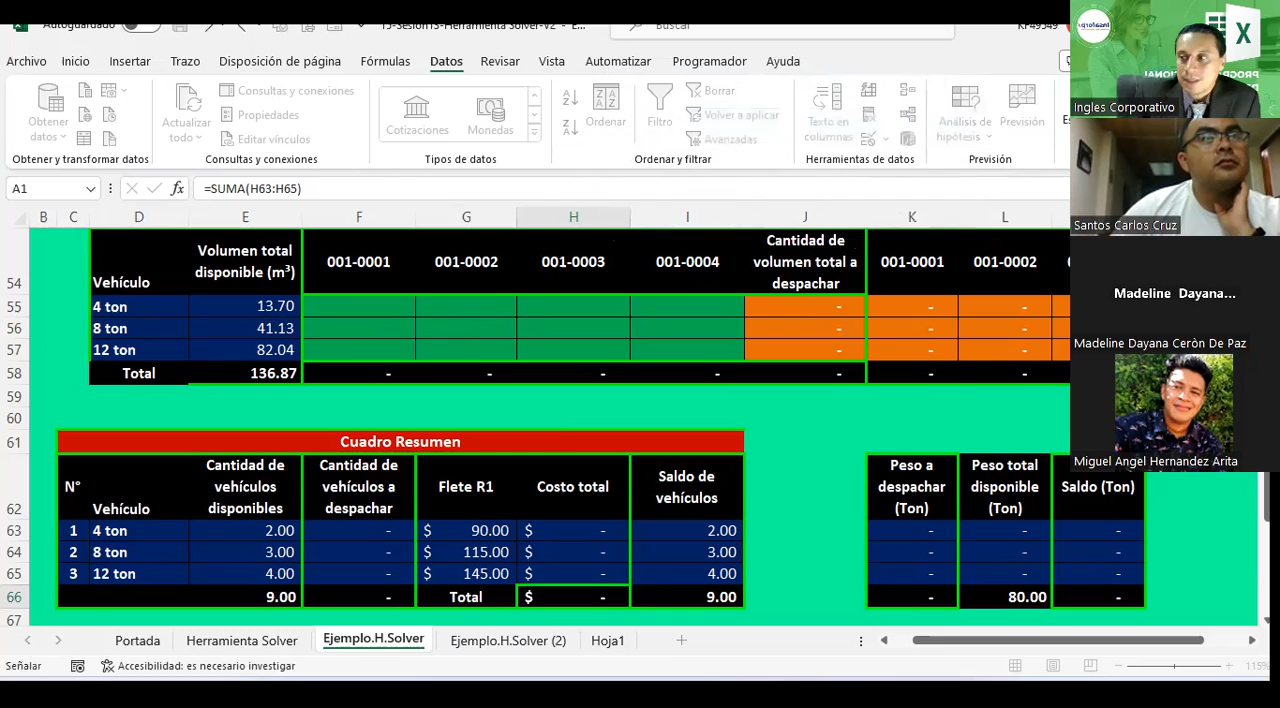 Autoguardado
15-Sesion15-Herramienta Solver-V2 - E...
Buscar
KF49549
Archivo Inicio Insertar Trazo Disposición de página Fórmulas Datos Revisar Vista Automatizar Programador Ayuda
Obtener datos
Actualizar todo
Consultas y conexiones
Propiedades
Editar vínculos
Cotizaciones
Monedas
Ordenar
Filtro
Borrar
Volver a aplicar
Avanzadas
Texto en columnas
Análisis de hipótesis
Previsión
Obtener y transformar datos Consultas y conexiones Tipos de datos Ordenar y filtrar Herramientas de datos Previsión
A1 fx =SUMA(H63:H65)
B C D E F G H I J K L
54 Vehículo Volumen total disponible (m³) 001-0001 001-0002 001-0003 001-0004 Cantidad de volumen total a despachar 001-0001 001-0002
55 4 ton 13.70 - - -
56 8 ton 41.13 - - -
57 12 ton 82.04 - - -
58 Total 136.87 - - - - - - -
59
60
61 Cuadro Resumen
62 N° Vehículo Cantidad de vehículos disponibles Cantidad de vehículos a despachar Flete R1 Costo total Saldo de vehículos Peso a despachar (Ton) Peso total disponible (Ton) Saldo (Ton)
63 1 4 ton 2.00 - $ 90.00 $ - 2.00 - - -
64 2 8 ton 3.00 - $ 115.00 $ - 3.00 - - -
65 3 12 ton 4.00 - $ 145.00 $ - 4.00 - - -
66 9.00 - Total $ - 9.00 - 80.00 -
67
Portada Herramienta Solver Ejemplo.H.Solver Ejemplo.H.Solver (2) Hoja1
Señalar Accesibilidad: es necesario investigar 115%
Ingles Corporativo
Santos Carlos Cruz
Madeline Dayana...
Madeline Dayana Ceròn De Paz
Miguel Angel Hernandez Arita